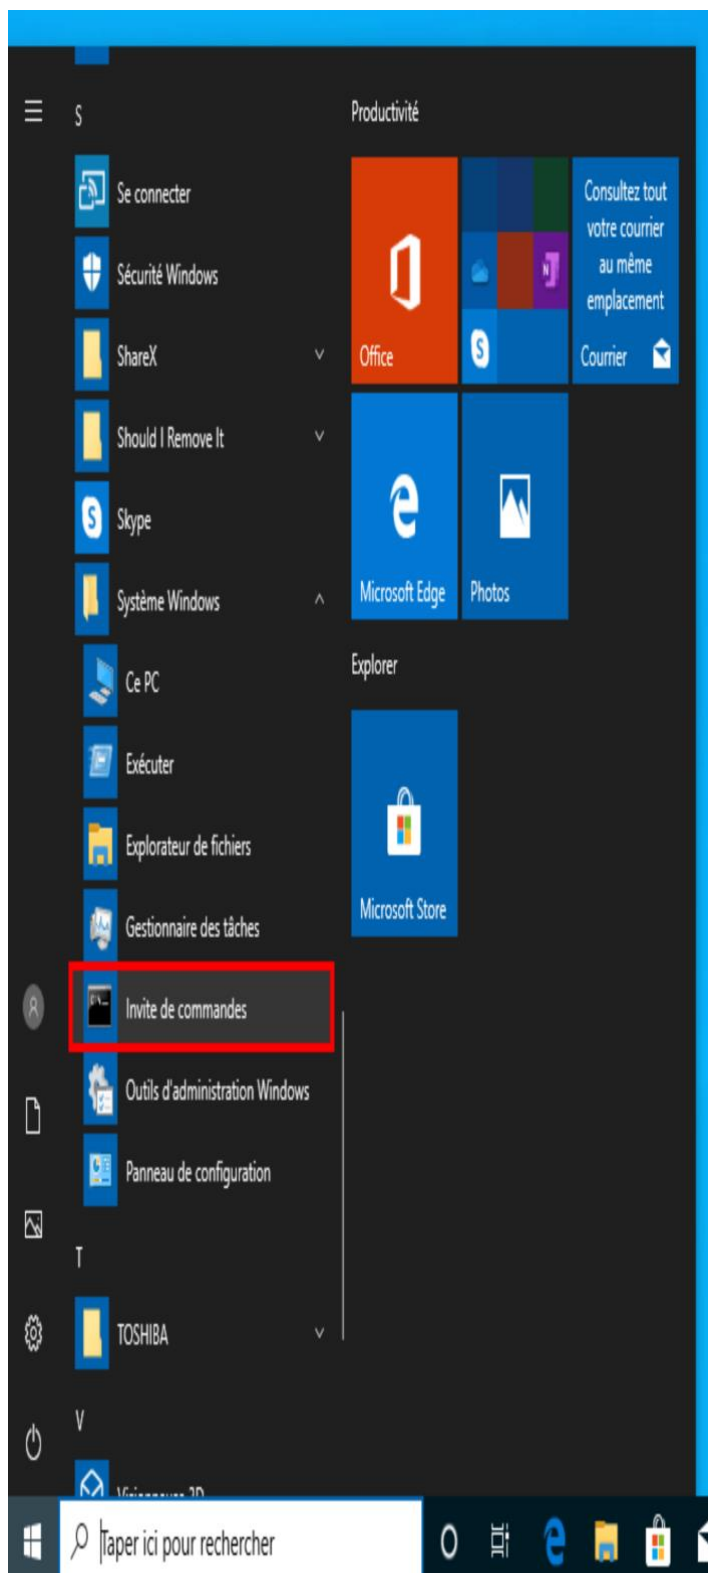 S
Se connecter
Sécurité Windows
ShareX
Should I Remove It
Skype
Système Windows
Ce PC
Exécuter
Explorateur de fichiers
Gestionnaire des tâches
Invite de commandes
Outils d'administration Windows
Panneau de configuration
T
TOSHIBA
V
Visionneuse 3D
Productivité
Office
Consultez tout
votre courrier
au même
emplacement
Courrier
Microsoft Edge
Photos
Explorer
Microsoft Store
Taper ici pour rechercher